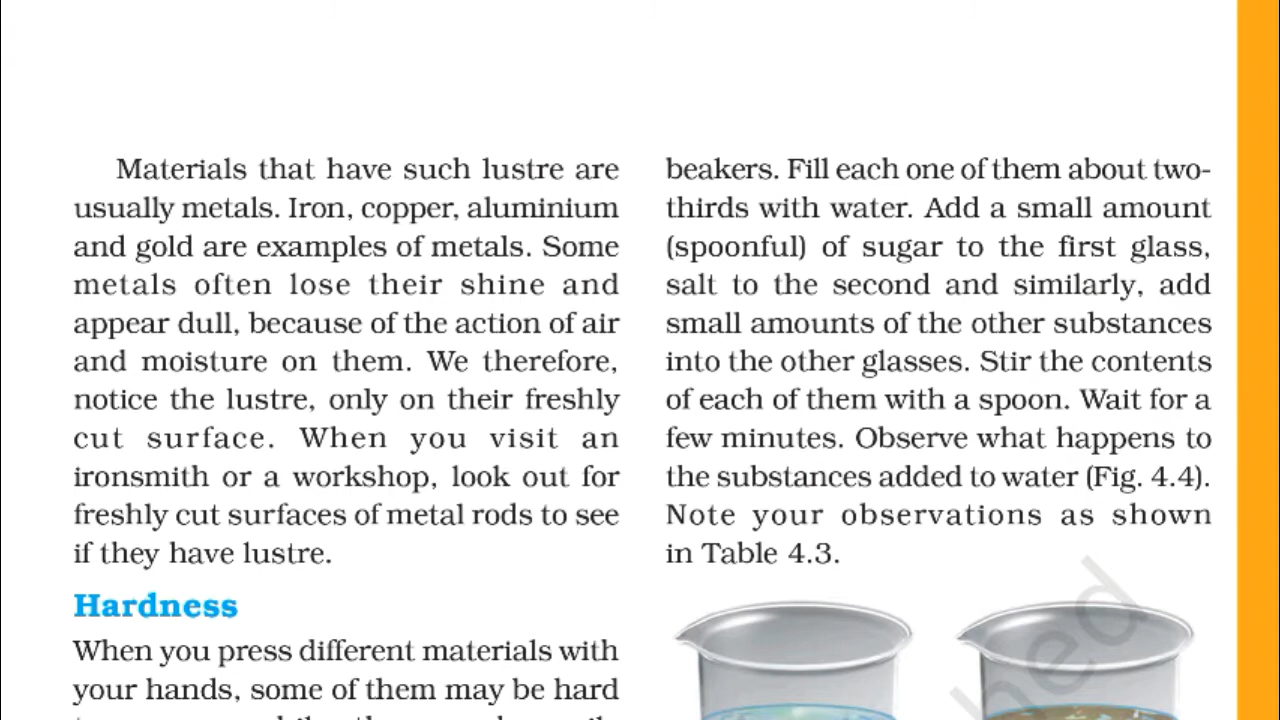 Materials that have such lustre are
usually metals. Iron, copper, aluminium
and gold are examples of metals. Some
metals often lose their shine and
appear dull, because of the action of air
and moisture on them. We therefore,
notice the lustre, only on their freshly
cut surface. When you visit an
ironsmith or a workshop, look out for
freshly cut surfaces of metal rods to see
if they have lustre.
Hardness
When you press different materials with
your hands, some of them may be hard
beakers. Fill each one of them about two-
thirds with water. Add a small amount
(spoonful) of sugar to the first glass,
salt to the second and similarly, add
small amounts of the other substances
into the other glasses. Stir the contents
of each of them with a spoon. Wait for a
few minutes. Observe what happens to
the substances added to water (Fig. 4.4).
Note your observations as shown
in Table 4.3.